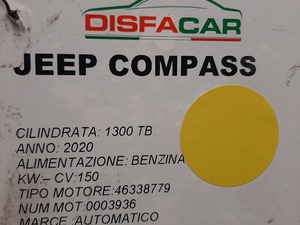 DISFACAR
JEEP COMPASS
CILINDRATA: 1300 TB
ANNO: 2020
ALIMENTAZIONE: BENZINA
KW:– CV:150
TIPO MOTORE:46338779
NUM MOT:0003936
MARCE :AUTOMATICO